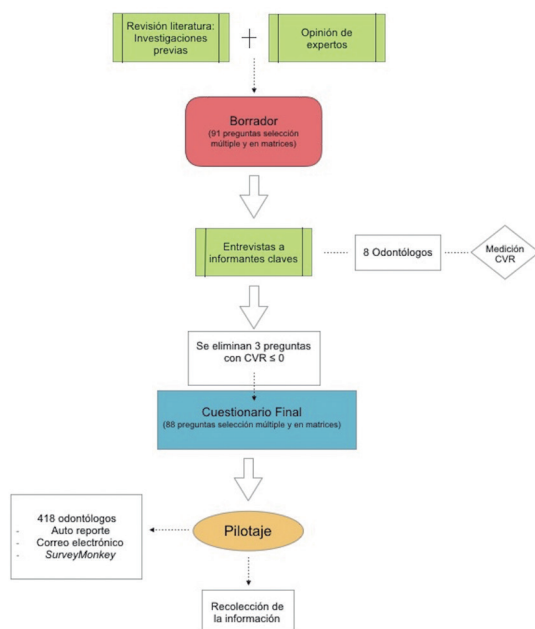 Revisión literatura:
Investigaciones
previas
+
Opinión de
expertos
Borrador
(91 preguntas selección
múltiple y en matrices)
Entrevistas a
informantes claves
8 Odontólogos
Medición
CVR
Se eliminan 3 preguntas
con CVR ≤ 0
Cuestionario Final
(88 preguntas selección múltiple y en matrices)
418 odontólogos
- Auto reporte
- Correo electrónico
- SurveyMonkey
Pilotaje
Recolección de
la información